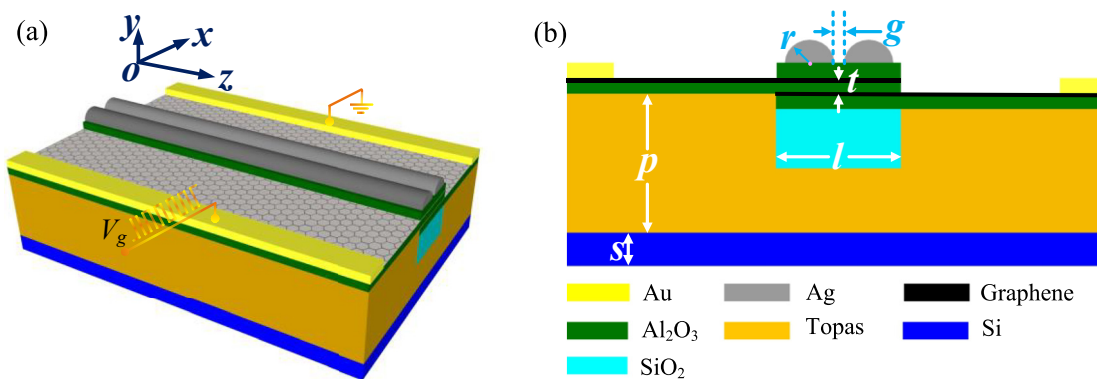 (a)
y
x
o
z
V_g
(b)
r
g
t
p
l
s
Au
Ag
Graphene
Al₂O₃
Topas
Si
SiO₂